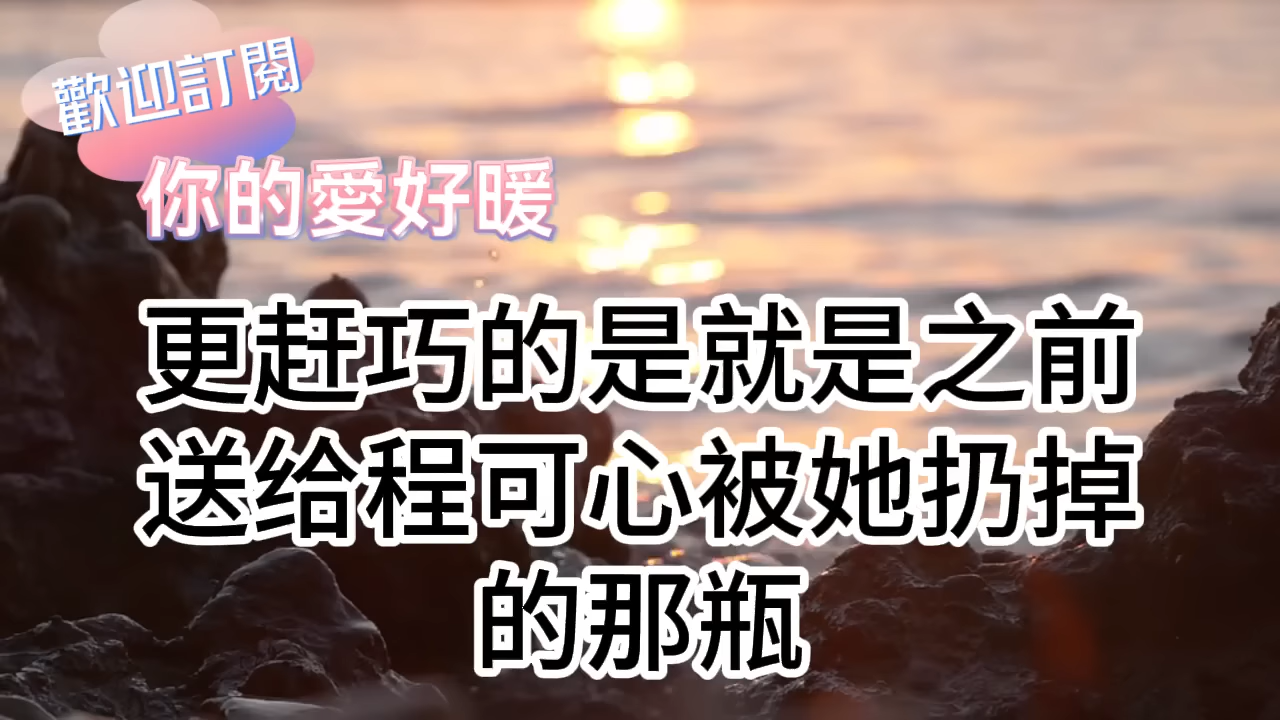 歡迎訂閱
你的愛好暖
更赶巧的是就是之前
送给程可心被她扔掉
的那瓶